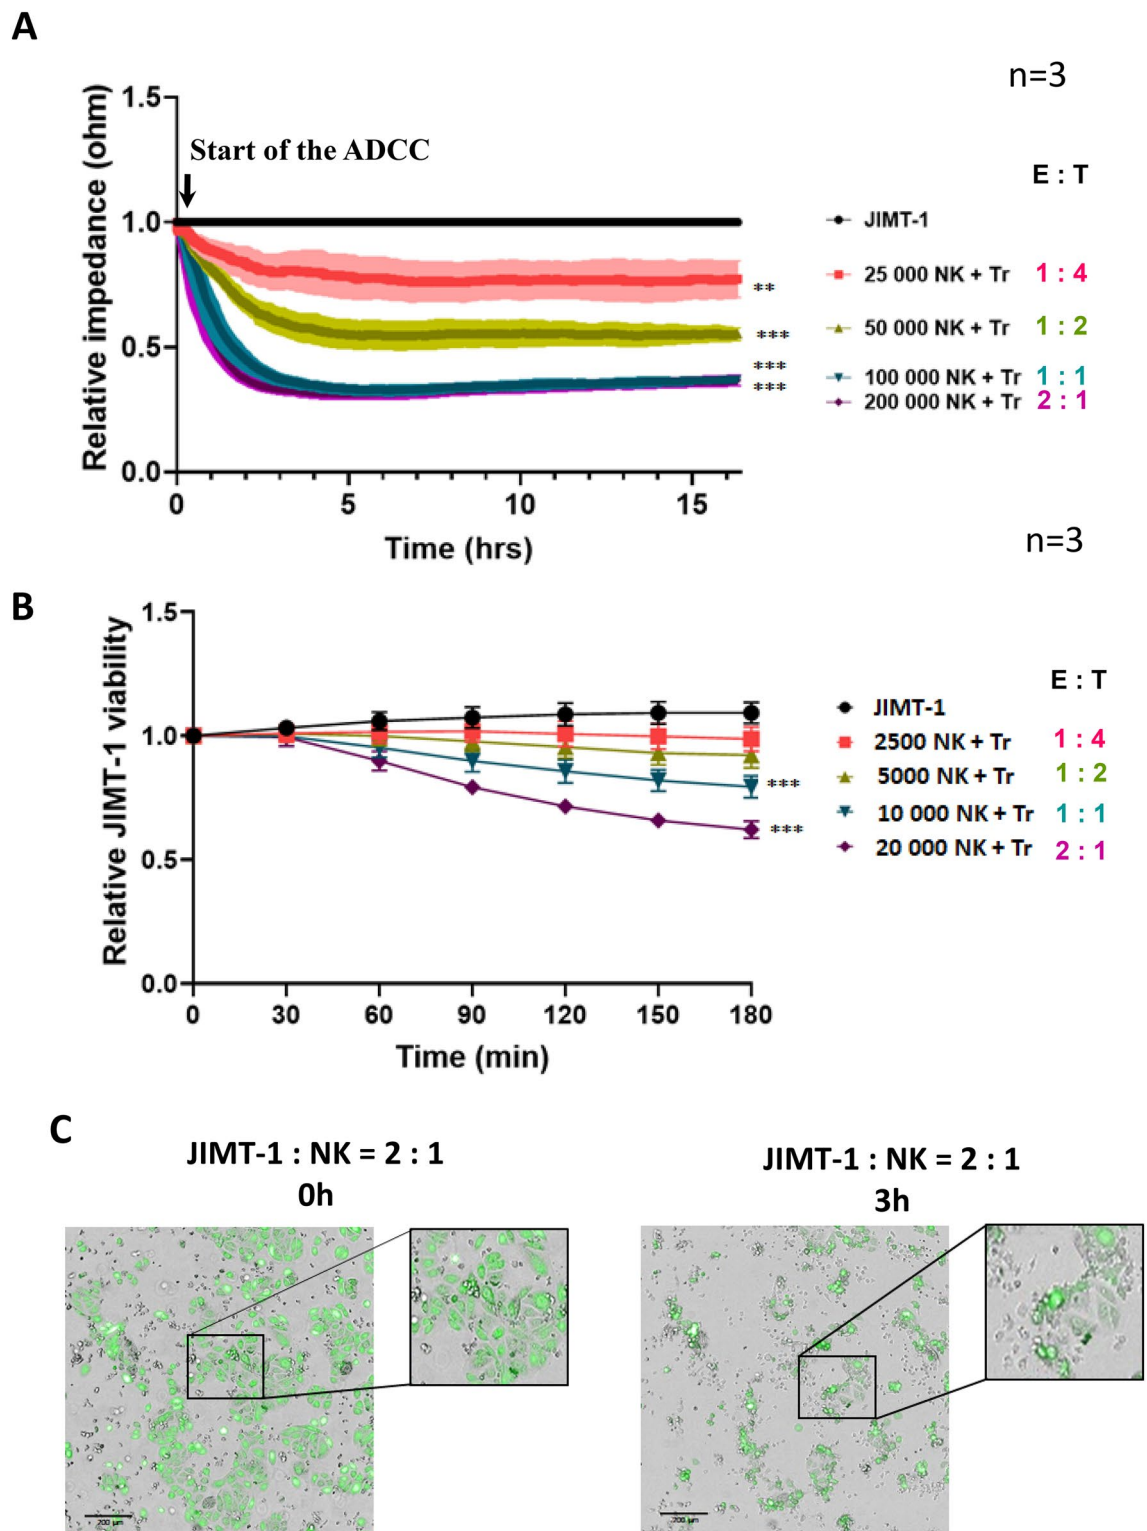 A
n=3
1.5
Start of the ADCC
E : T
1.0
JIMT-1
25 000 NK + Tr 1 : 4
**
50 000 NK + Tr 1 : 2
***
0.5
***
100 000 NK + Tr 1 : 1
***
200 000 NK + Tr 2 : 1
0.0
0 5 10 15
Relative impedance (ohm)
Time (hrs)
n=3
B
1.5
E : T
JIMT-1
1.0
2500 NK + Tr 1 : 4
5000 NK + Tr 1 : 2
***
10 000 NK + Tr 1 : 1
***
20 000 NK + Tr 2 : 1
0.5
0.0
0 30 60 90 120 150 180
Relative JIMT-1 viability
Time (min)
C
JIMT-1 : NK = 2 : 1
0h
JIMT-1 : NK = 2 : 1
3h
200 µm
200 µm